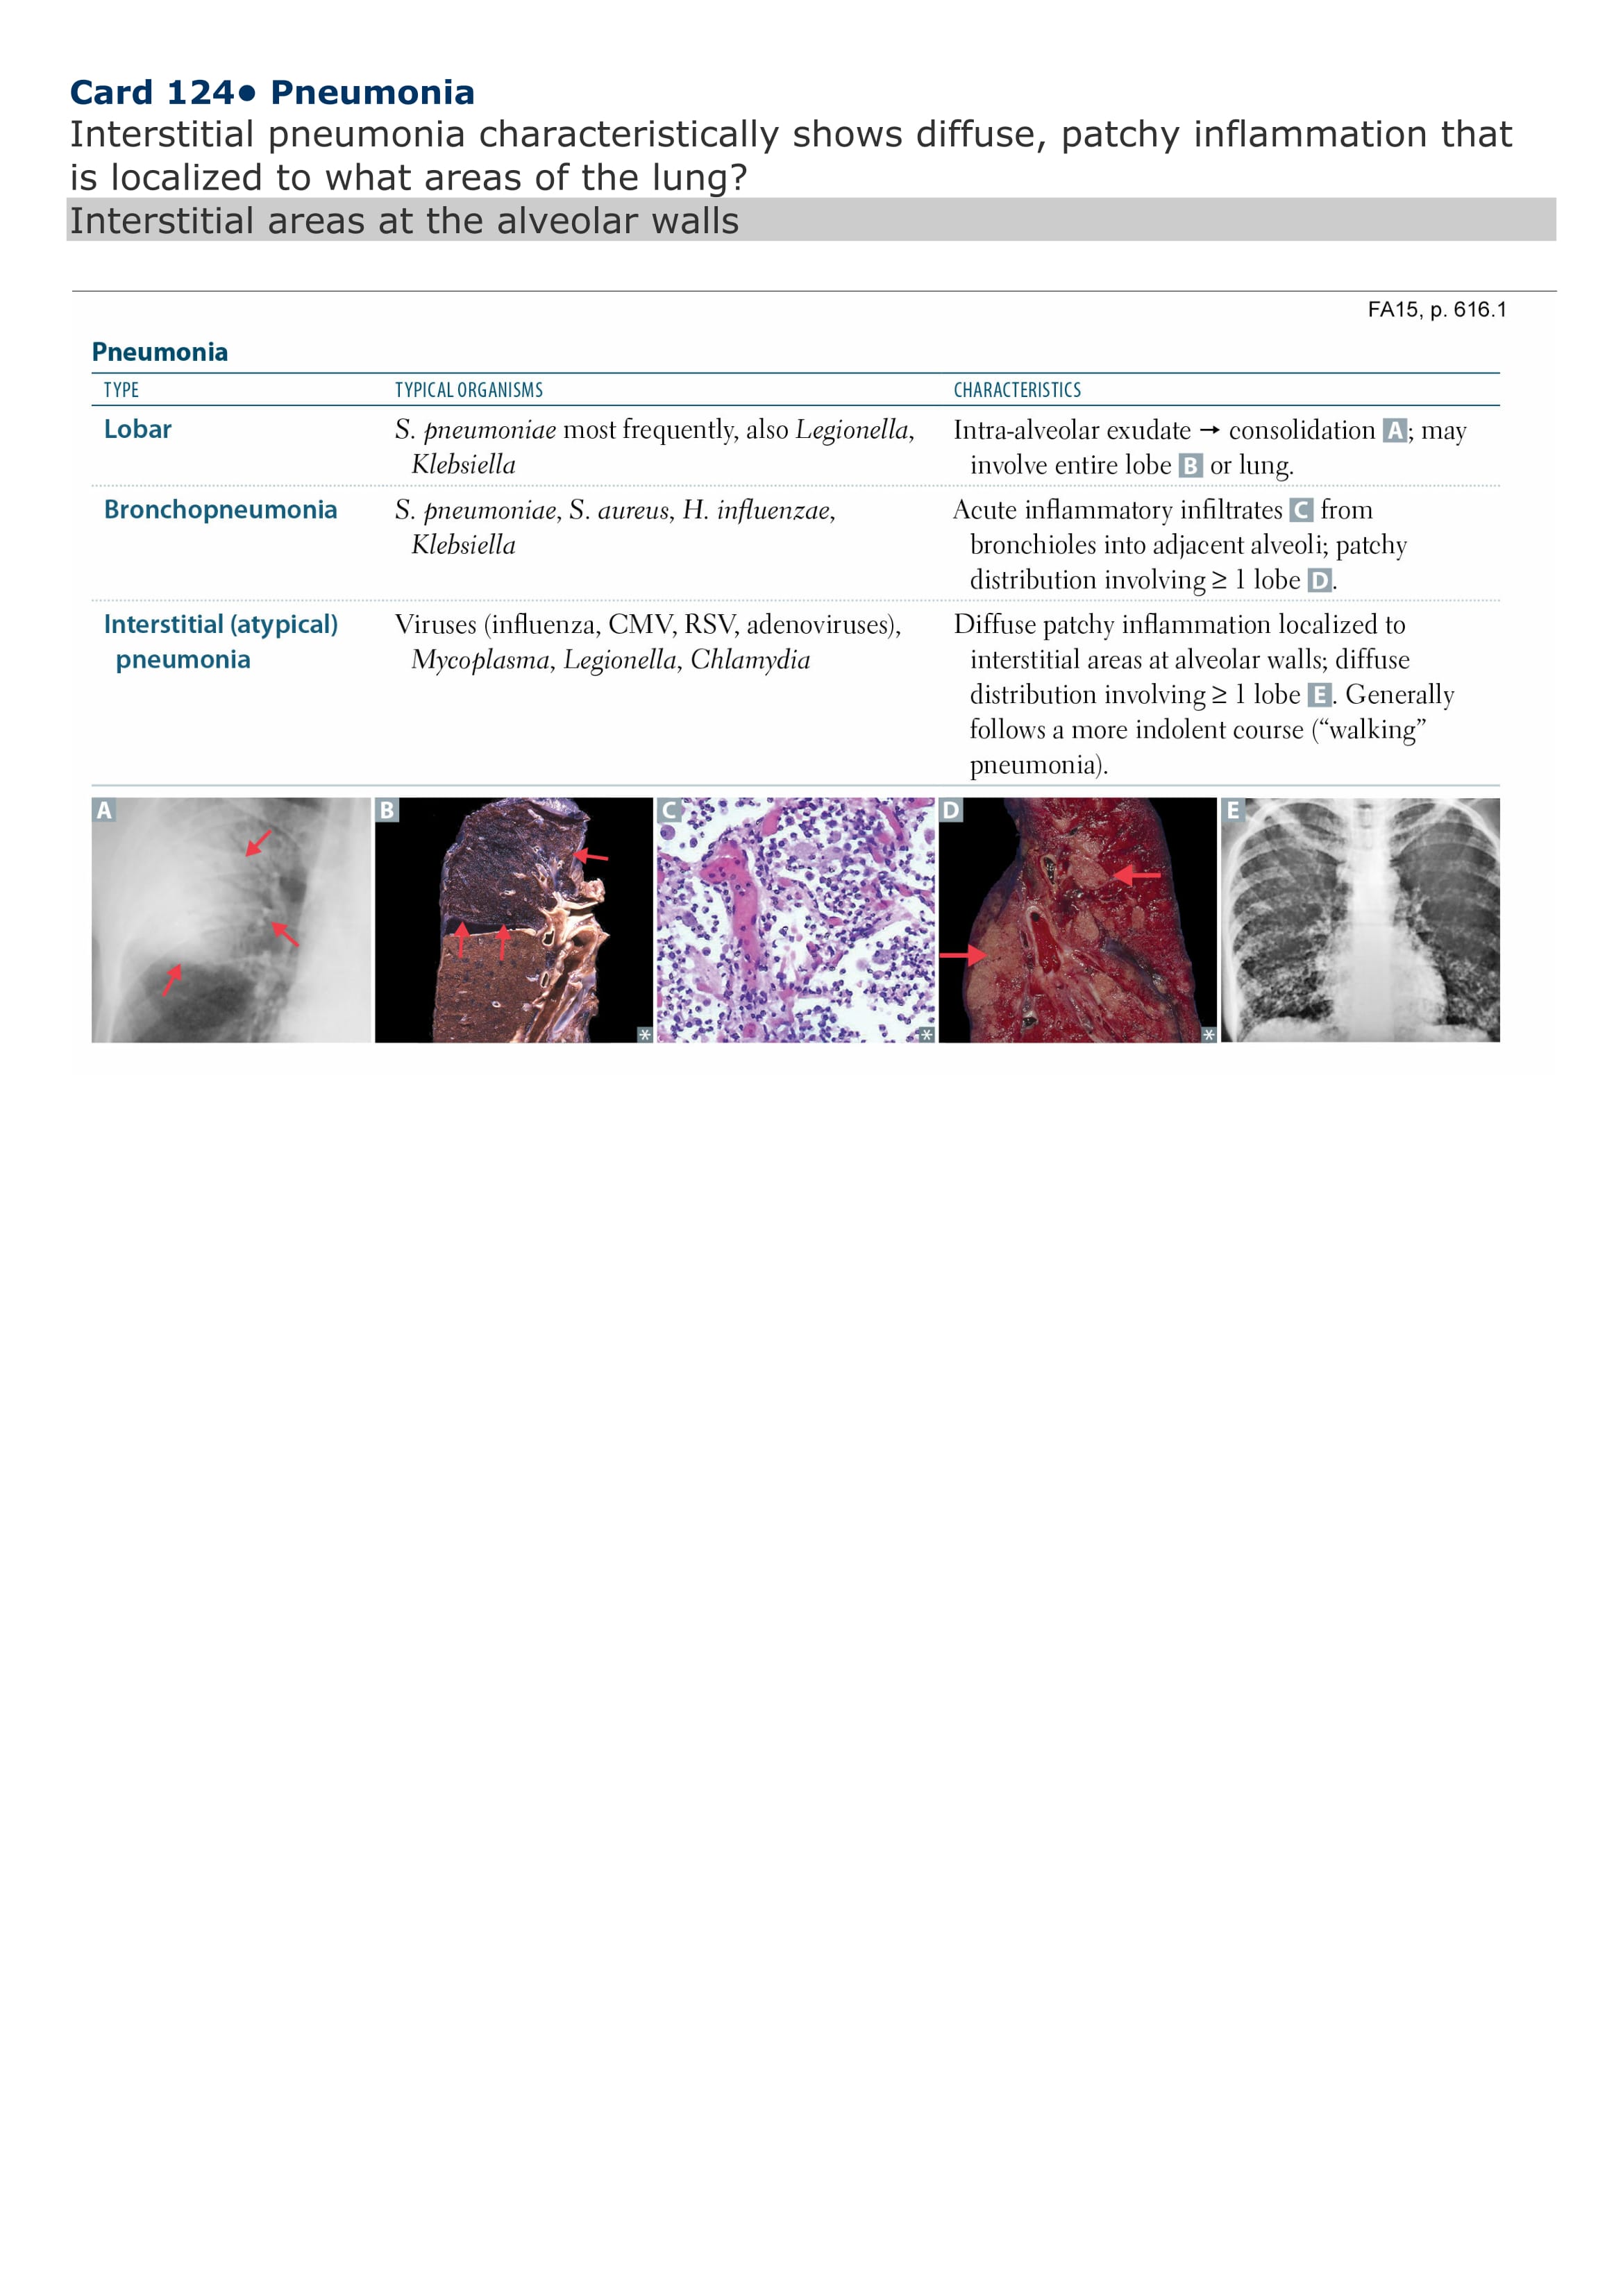 Card 124• Pneumonia
Interstitial pneumonia characteristically shows diffuse, patchy inflammation that
is localized to what areas of the lung?
Interstitial areas at the alveolar walls
FA15, p. 616.1
Pneumonia
TYPE TYPICAL ORGANISMS CHARACTERISTICS
Lobar S. pneumoniae most frequently, also Legionella, Intra-alveolar exudate → consolidation A; may
Klebsiella involve entire lobe B or lung.
Bronchopneumonia S. pneumoniae, S. aureus, H. influenzae, Acute inflammatory infiltrates C from
Klebsiella bronchioles into adjacent alveoli; patchy
distribution involving ≥ 1 lobe D.
Interstitial (atypical) Viruses (influenza, CMV, RSV, adenoviruses), Diffuse patchy inflammation localized to
pneumonia Mycoplasma, Legionella, Chlamydia interstitial areas at alveolar walls; diffuse
distribution involving ≥ 1 lobe E. Generally
follows a more indolent course (“walking”
pneumonia).
A B C D E
* * *